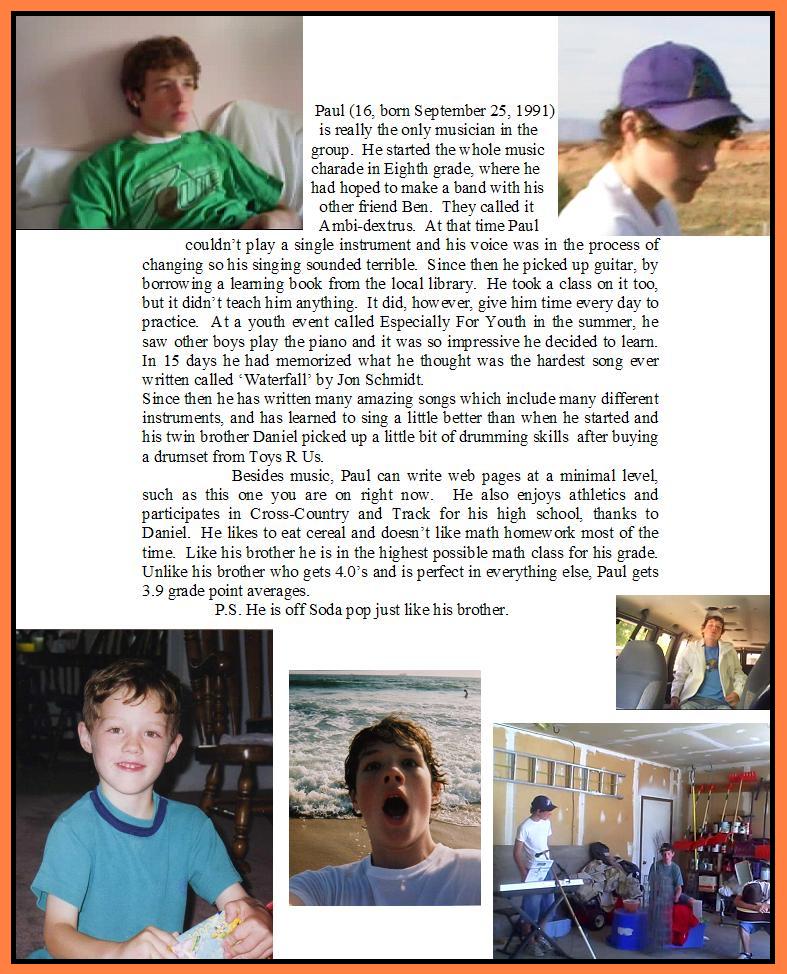 Paul (16, born September 25, 1991)
is really the only musician in the
group. He started the whole music
charade in Eighth grade, where he
had hoped to make a band with his
other friend Ben. They called it
Ambi-dextrus. At that time Paul
couldn't play a single instrument and his voice was in the process of
changing so his singing sounded terrible. Since then he picked up guitar, by
borrowing a learning book from the local library. He took a class on it too,
but it didn't teach him anything. It did, however, give him time every day to
practice. At a youth event called Especially For Youth in the summer, he
saw other boys play the piano and it was so impressive he decided to learn.
In 15 days he had memorized what he thought was the hardest song ever
written called 'Waterfall' by Jon Schmidt.
Since then he has written many amazing songs which include many different
instruments, and has learned to sing a little better than when he started and
his twin brother Daniel picked up a little bit of drumming skills after buying
a drumset from Toys R Us.
Besides music, Paul can write web pages at a minimal level,
such as this one you are on right now. He also enjoys athletics and
participates in Cross-Country and Track for his high school, thanks to
Daniel. He likes to eat cereal and doesn't like math homework most of the
time. Like his brother he is in the highest possible math class for his grade.
Unlike his brother who gets 4.0's and is perfect in everything else, Paul gets
3.9 grade point averages.
P.S. He is off Soda pop just like his brother.